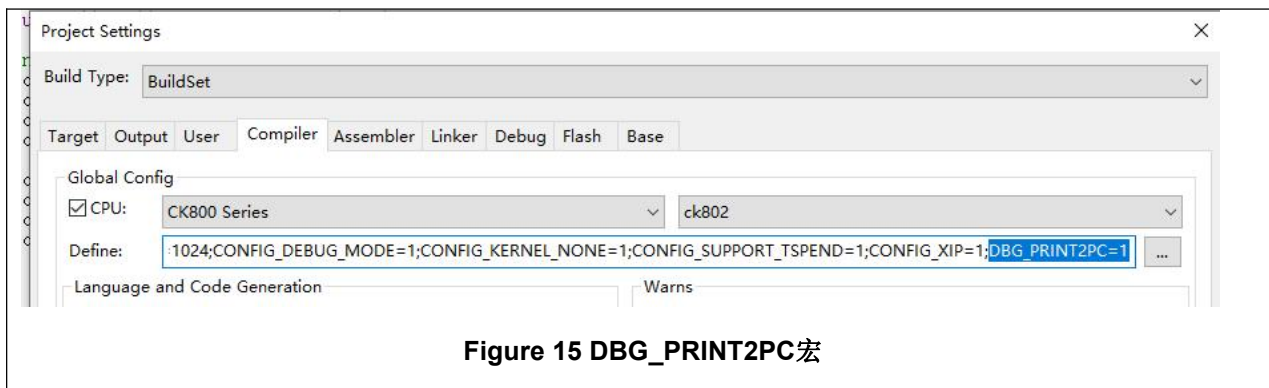 Project Settings
Build Type: BuildSet
Target Output User Compiler Assembler Linker Debug Flash Base
Global Config
CPU: CK800 Series ck802
Define: :1024;CONFIG_DEBUG_MODE=1;CONFIG_KERNEL_NONE=1;CONFIG_SUPPORT_TSPEND=1;CONFIG_XIP=1;DBG_PRINT2PC=1 ...
Language and Code Generation Warns
Figure 15 DBG_PRINT2PC宏